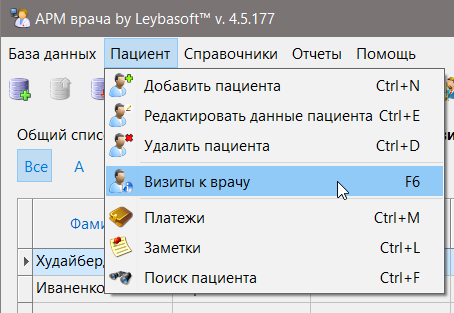 АРМ врача by Leybasoft™ v. 4.5.177
База данных Пациент Справочники Отчеты Помощь
Добавить пациента Ctrl+N
Редактировать данные пациента Ctrl+E
Удалить пациента Ctrl+D
Визиты к врачу F6
Платежи Ctrl+M
Заметки Ctrl+L
Поиск пациента Ctrl+F
Общий спис
Все А
Фами
Худайберд
Иваненко